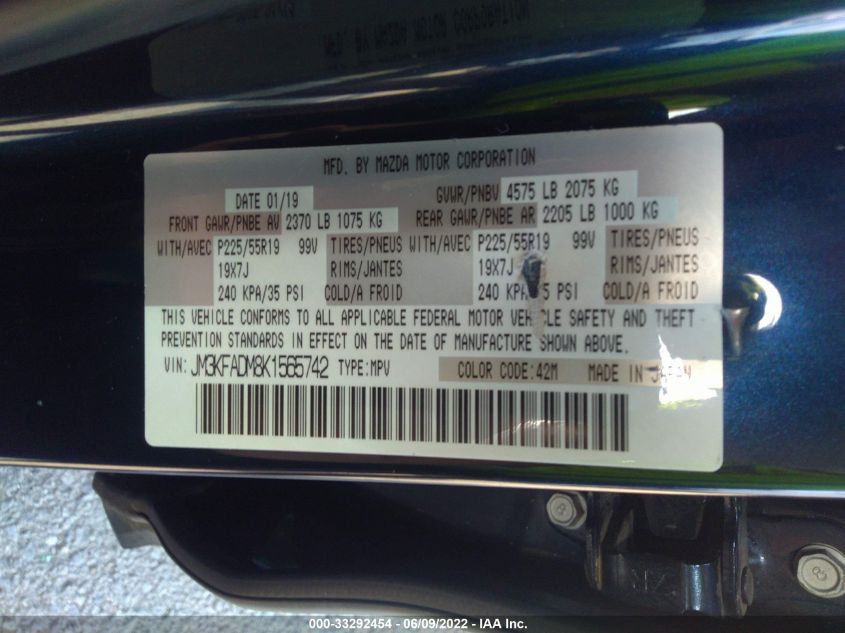 MFD. BY MAZDA MOTOR CORPORATION
DATE 01/19 GVWR/PNBV 4575 LB 2075 KG
FRONT GAWR/PNBE AV 2370 LB 1075 KG REAR GAWR/PNBE AR 2205 LB 1000 KG
WITH/AVEC P225/55R19 99V TIRES/PNEUS WITH/AVEC P225/55R19 99V TIRES/PNEUS
19X7J RIMS/JANTES 19X7J RIMS/JANTES
240 KPA/35 PSI COLD/A FROID 240 KPA/ 5 PSI COLD/A FROID
THIS VEHICLE CONFORMS TO ALL APPLICABLE FEDERAL MOTOR VEHICLE SAFETY AND THEFT
PREVENTION STANDARDS IN EFFECT ON THE DATE OF MANUFACTURE SHOWN ABOVE.
VIN: JM3KFADM8K1565742 TYPE:MPV COLOR CODE:42M MADE IN JAPAN
8
000-33292454 - 06/09/2022 - IAA Inc.